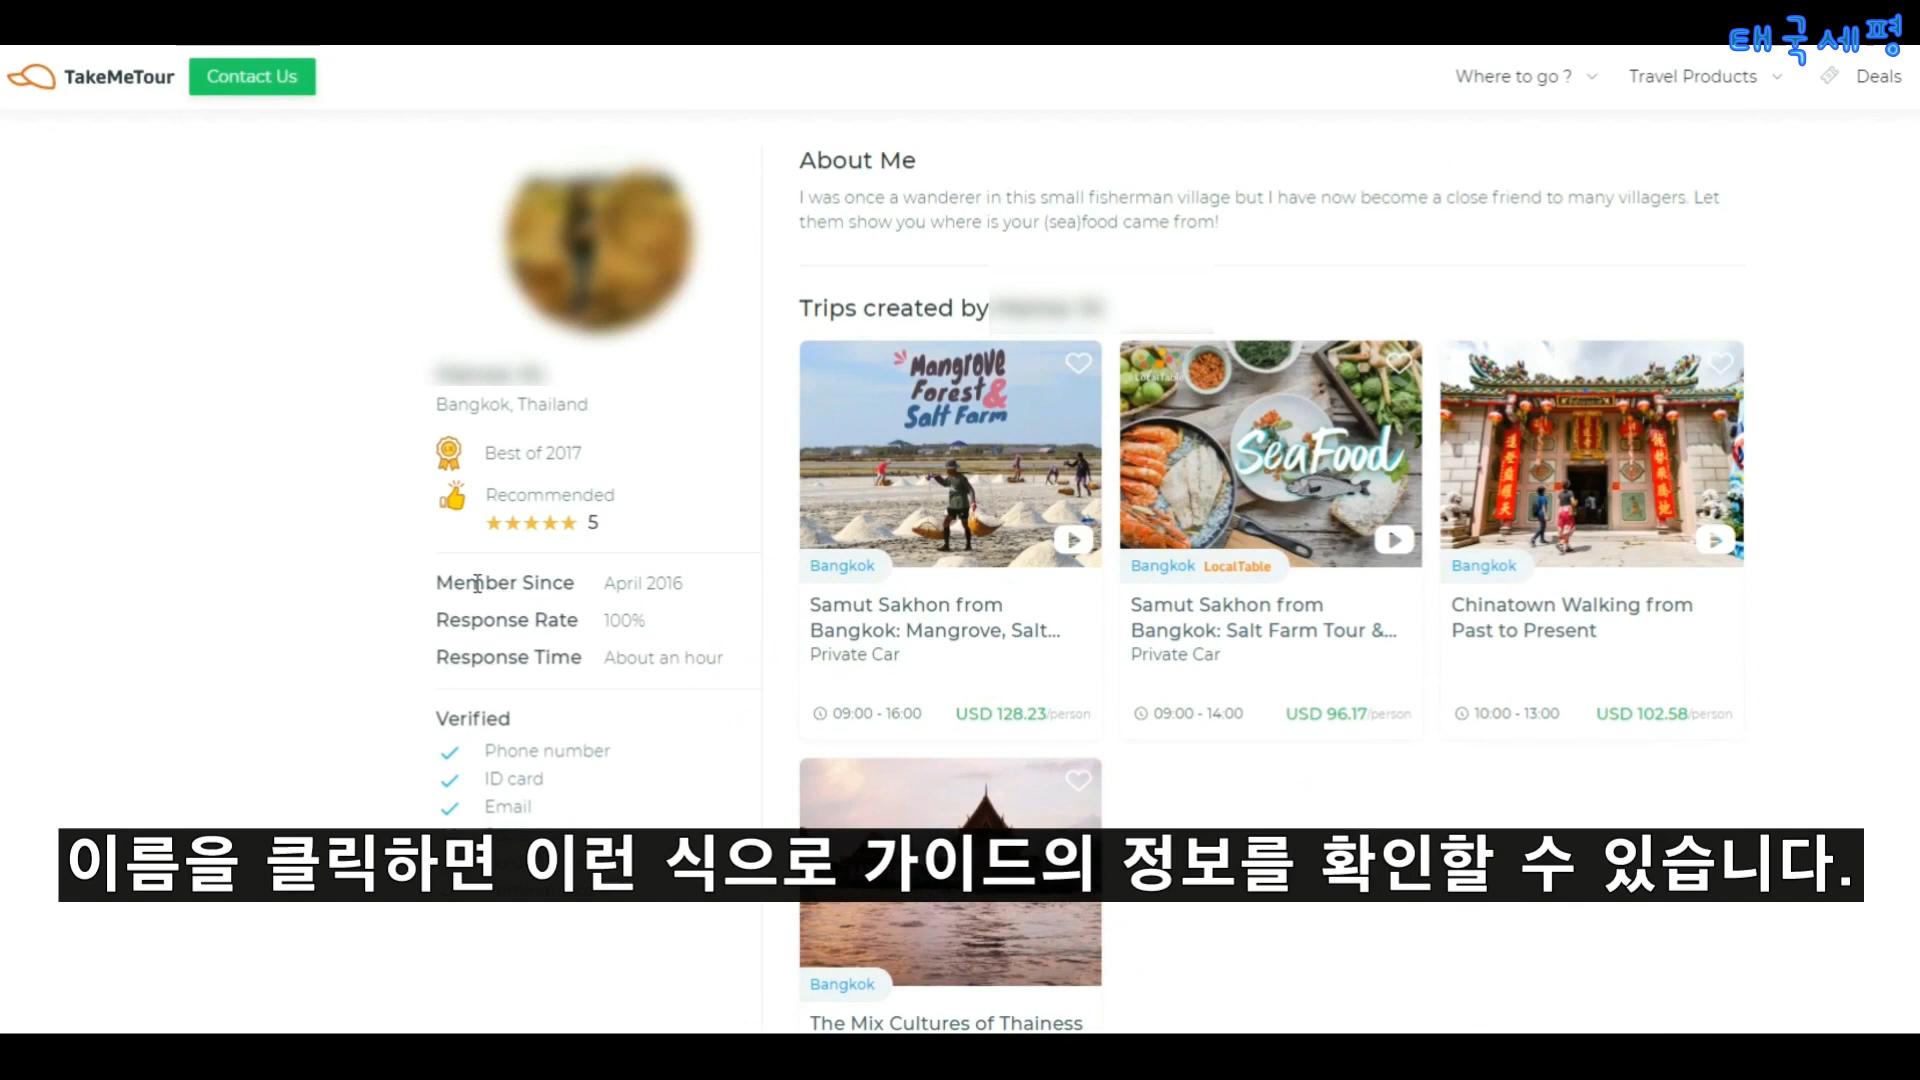 태국세평
TakeMeTour
Contact Us
Where to go ?
Travel Products
Deals
About Me
I was once a wanderer in this small fisherman village but I have now become a close friend to many villagers. Let
them show you where is your (sea)food came from!
Trips created by
Bangkok, Thailand
Best of 2017
Recommended
5
Member Since April 2016
Response Rate 100%
Response Time About an hour
Verified
Phone number
ID card
Email
Mangrove
Forest &
Salt Farm
Bangkok
Samut Sakhon from
Bangkok: Mangrove, Salt...
Private Car
09:00 - 16:00 USD 128.23/person
LocalTable
SeaFood
Bangkok LocalTable
Samut Sakhon from
Bangkok: Salt Farm Tour &...
Private Car
09:00 - 14:00 USD 96.17/person
Bangkok
Chinatown Walking from
Past to Present
10:00 - 13:00 USD 102.58/person
이름을 클릭하면 이런 식으로 가이드의 정보를 확인할 수 있습니다.
Bangkok
The Mix Cultures of Thainess